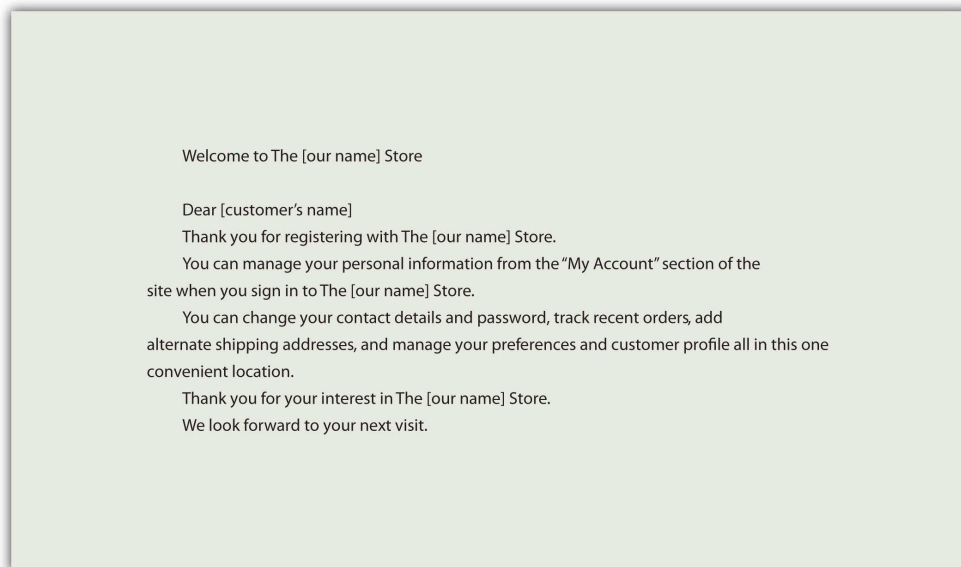 Welcome to The [our name] Store
Dear [customer’s name]
Thank you for registering with The [our name] Store.
You can manage your personal information from the “My Account” section of the
site when you sign in to The [our name] Store.
You can change your contact details and password, track recent orders, add
alternate shipping addresses, and manage your preferences and customer profile all in this one
convenient location.
Thank you for your interest in The [our name] Store.
We look forward to your next visit.